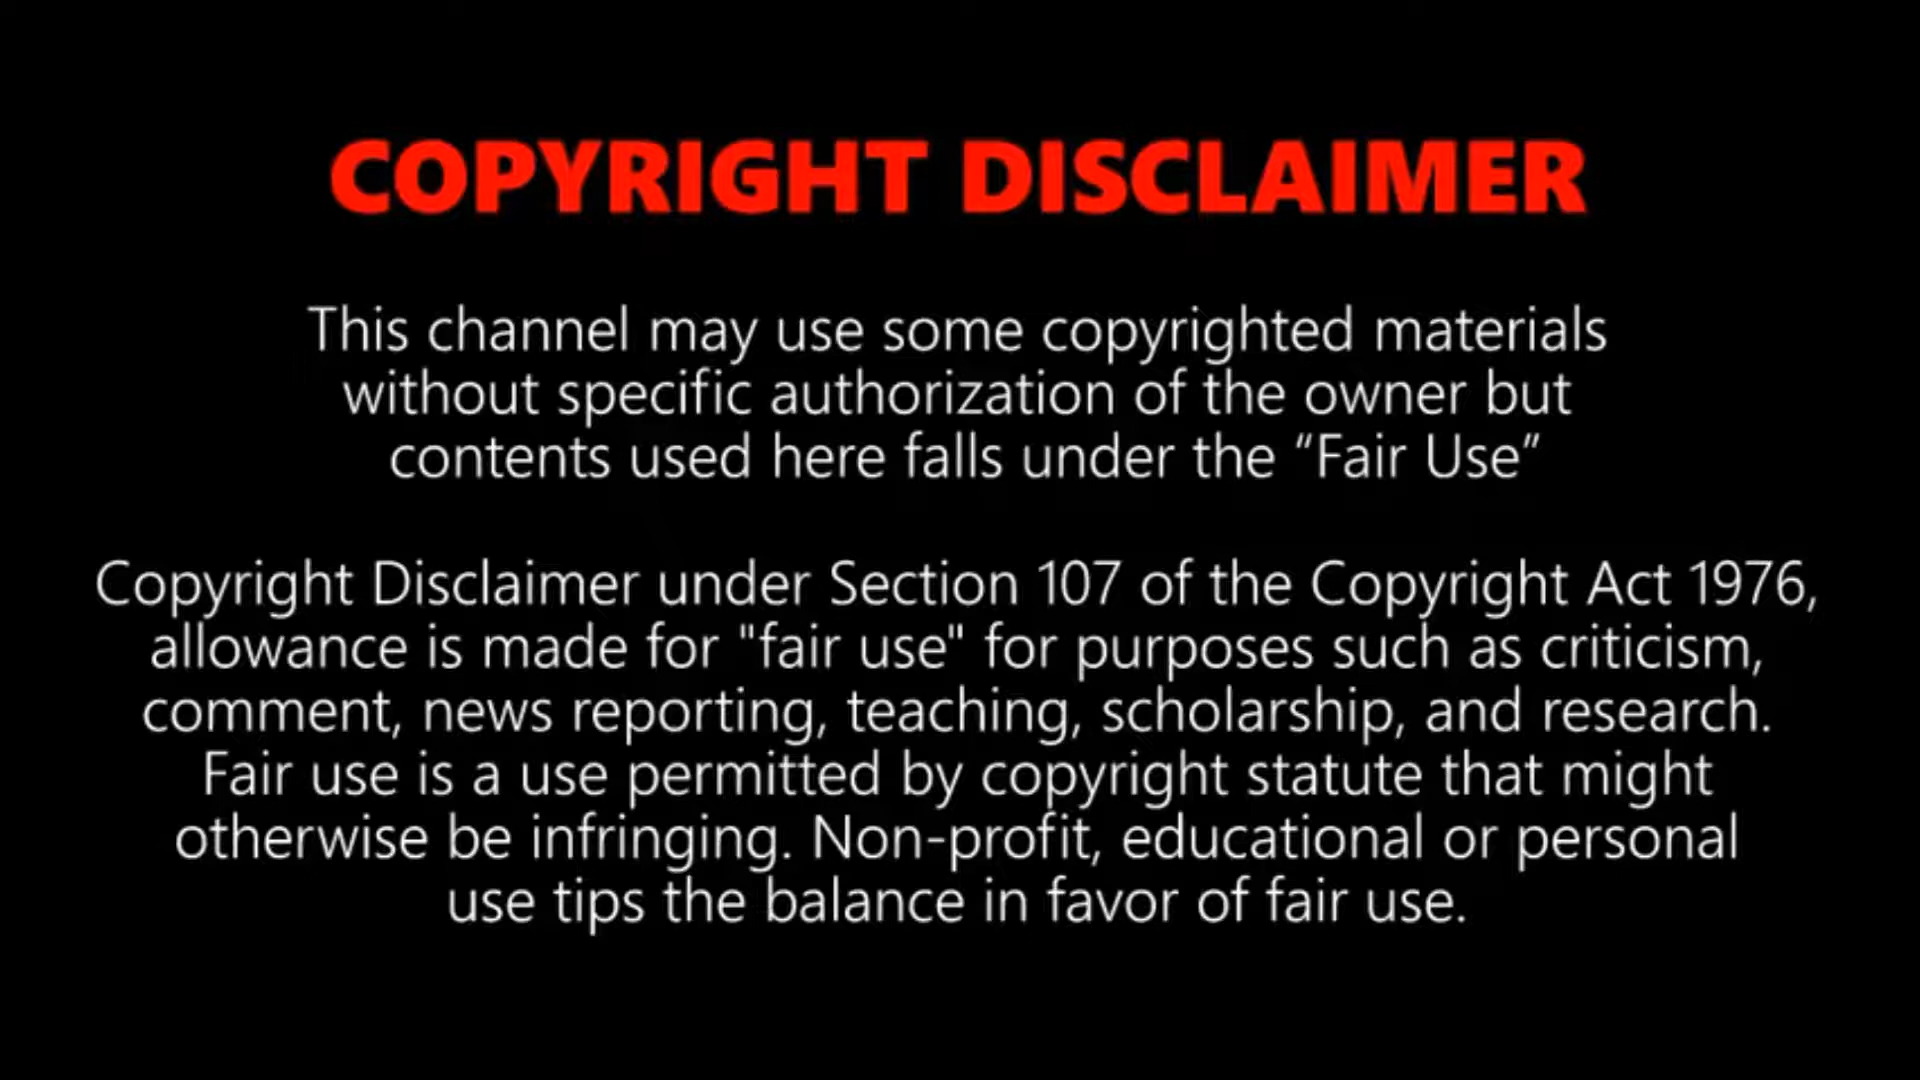 COPYRIGHT DISCLAIMER
This channel may use some copyrighted materials
without specific authorization of the owner but
contents used here falls under the “Fair Use”
Copyright Disclaimer under Section 107 of the Copyright Act 1976,
allowance is made for "fair use" for purposes such as criticism,
comment, news reporting, teaching, scholarship, and research.
Fair use is a use permitted by copyright statute that might
otherwise be infringing. Non-profit, educational or personal
use tips the balance in favor of fair use.